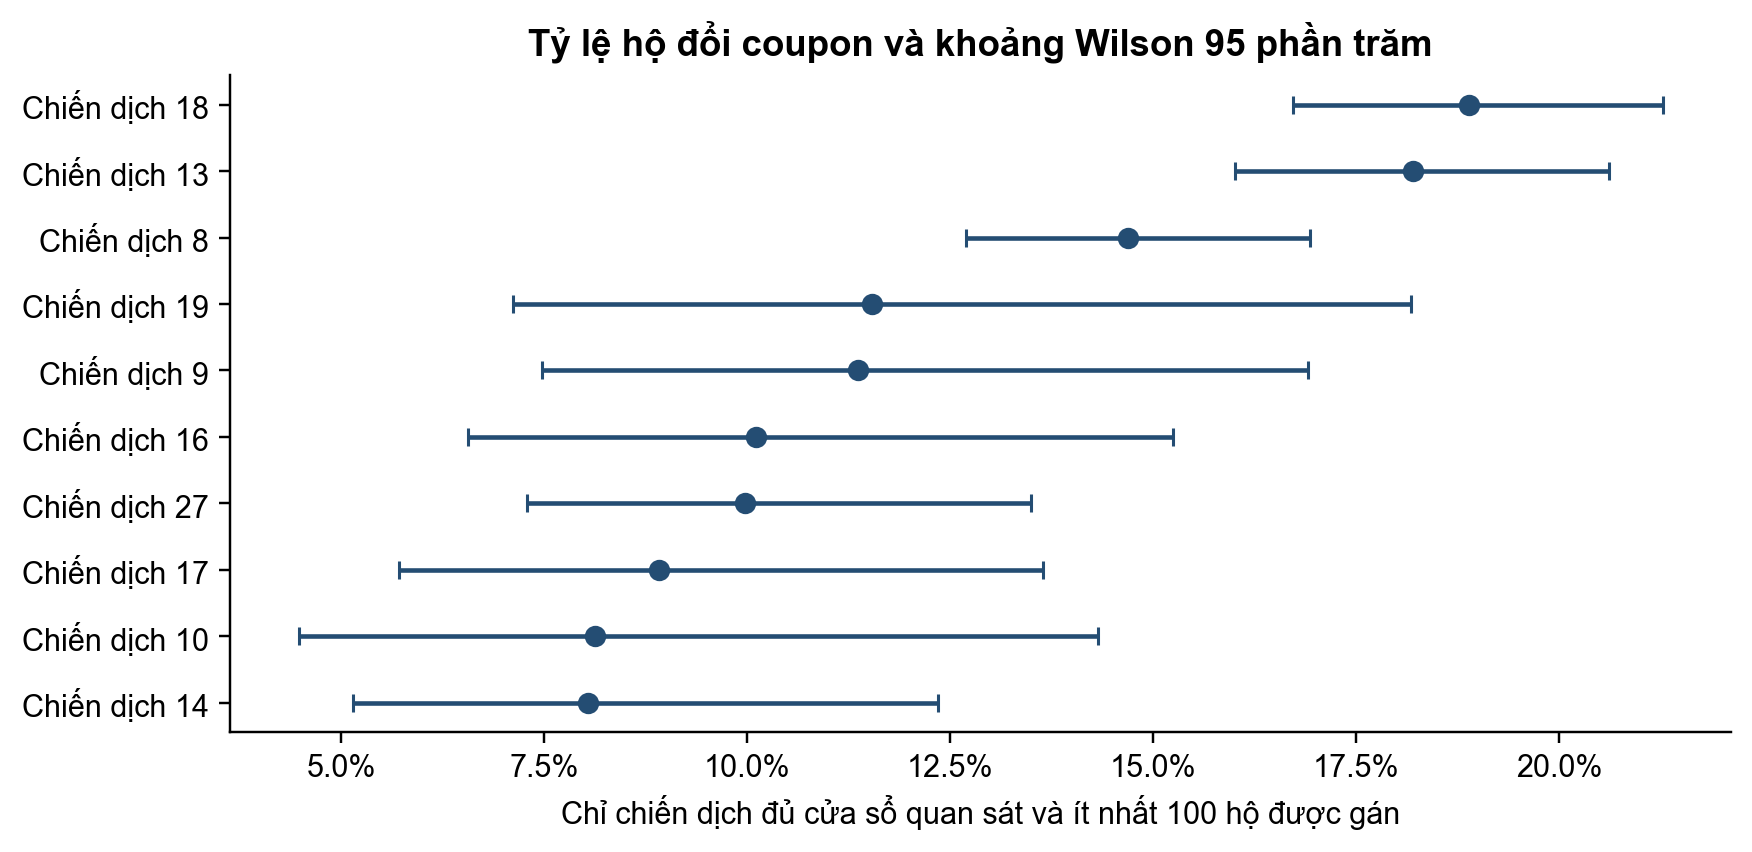 Tỷ lệ hộ đổi coupon và khoảng Wilson 95 phần trăm
Chiến dịch 18
Chiến dịch 13
Chiến dịch 8
Chiến dịch 19
Chiến dịch 9
Chiến dịch 16
Chiến dịch 27
Chiến dịch 17
Chiến dịch 10
Chiến dịch 14
5.0% 7.5% 10.0% 12.5% 15.0% 17.5% 20.0%
Chỉ chiến dịch đủ cửa sổ quan sát và ít nhất 100 hộ được gán